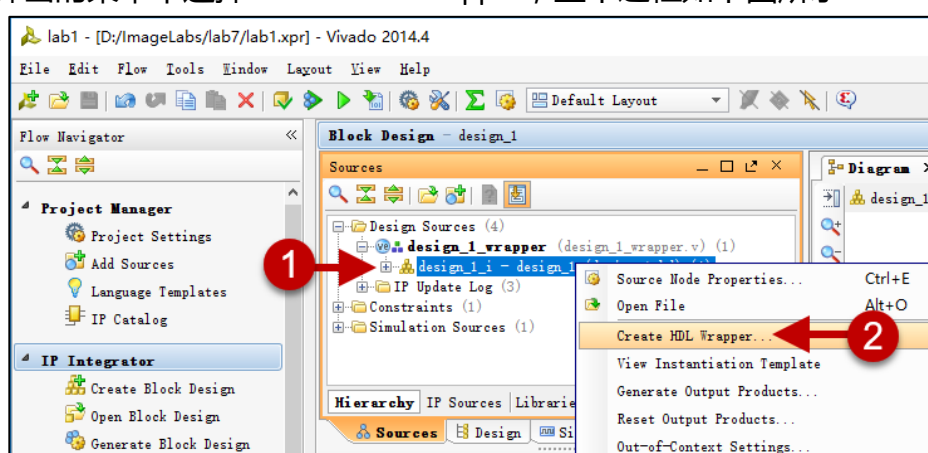 lab1 - [D:/ImageLabs/lab7/lab1.xpr] - Vivado 2014.4
File Edit Flow Tools Window Layout View Help
Default Layout
Flow Navigator
Block Design - design_1
Sources
Diagram
design_1
Design Sources (4)
design_1_wrapper (design_1_wrapper.v) (1)
design_1_i - design_1
IP Update Log (3)
Constraints (1)
Simulation Sources (1)
Project Manager
Project Settings
Add Sources
Language Templates
IP Catalog
IP Integrator
Create Block Design
Open Block Design
Generate Block Design
1
Source Node Properties... Ctrl+E
Open File Alt+O
Create HDL Wrapper...
2
View Instantiation Template
Generate Output Products...
Reset Output Products...
Out-of-Context Settings...
Hierarchy IP Sources
Sources Design